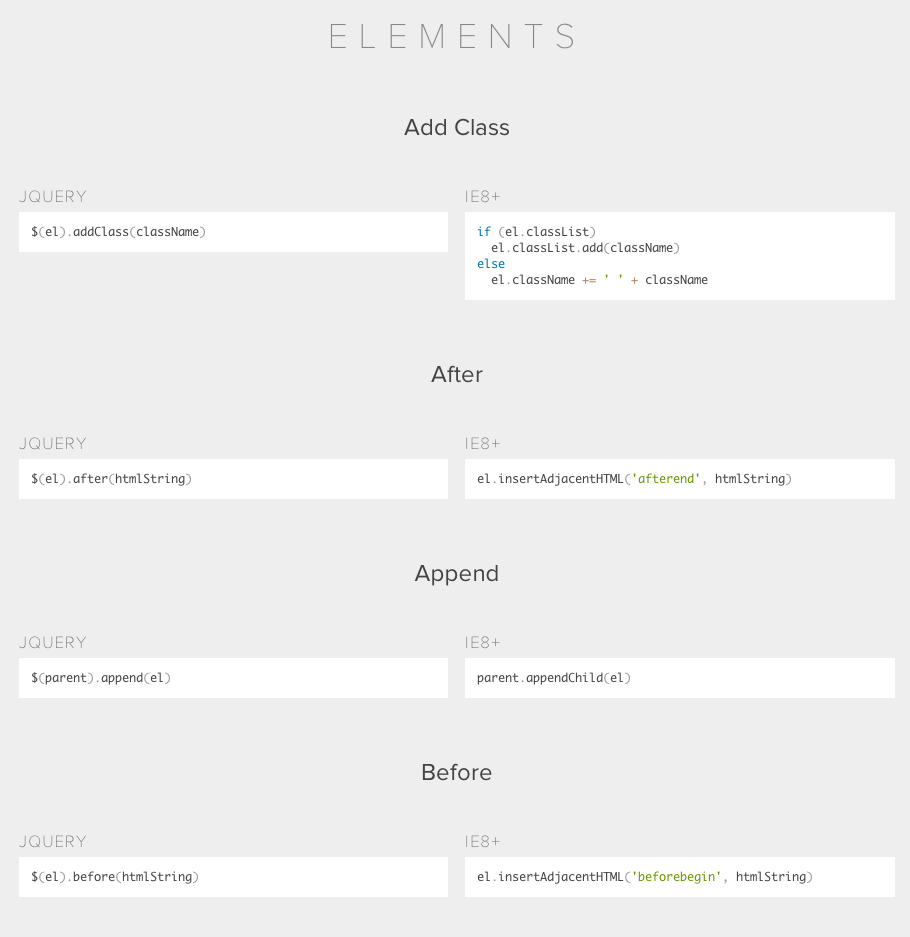 ELEMENTS
Add Class
JQUERY
$(el).addClass(className)
IE8+
if (el.classList)
  el.classList.add(className)
else
  el.className += ' ' + className
After
JQUERY
$(el).after(htmlString)
IE8+
el.insertAdjacentHTML('afterend', htmlString)
Append
JQUERY
$(parent).append(el)
IE8+
parent.appendChild(el)
Before
JQUERY
$(el).before(htmlString)
IE8+
el.insertAdjacentHTML('beforebegin', htmlString)